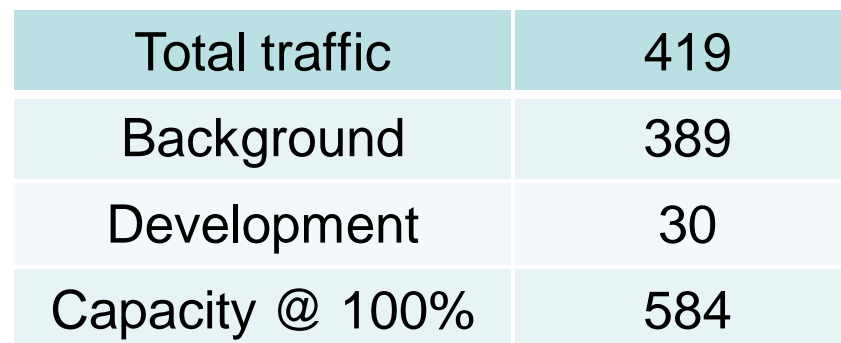 Total traffic 419
Background 389
Development 30
Capacity @ 100% 584